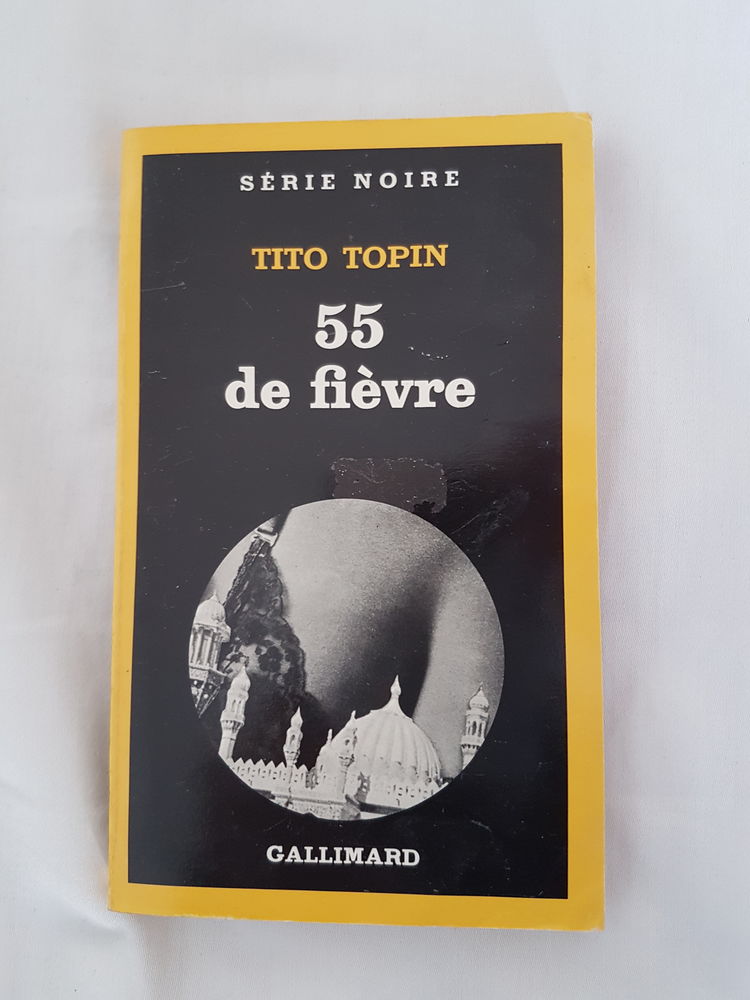 SÉRIE NOIRE
TITO TOPIN
55
de fièvre
GALLIMARD